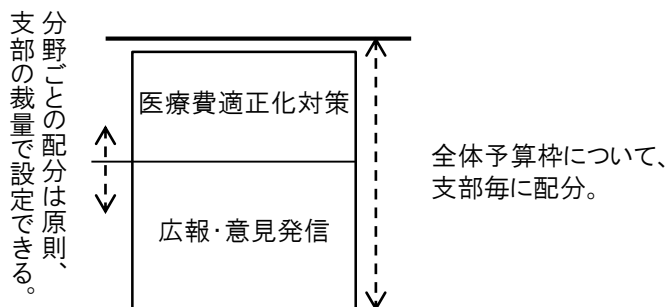 分野ごとの配分は原則、
支部の裁量で設定できる。
医療費適正化対策
広報･意見発信
全体予算枠について、
支部毎に配分。